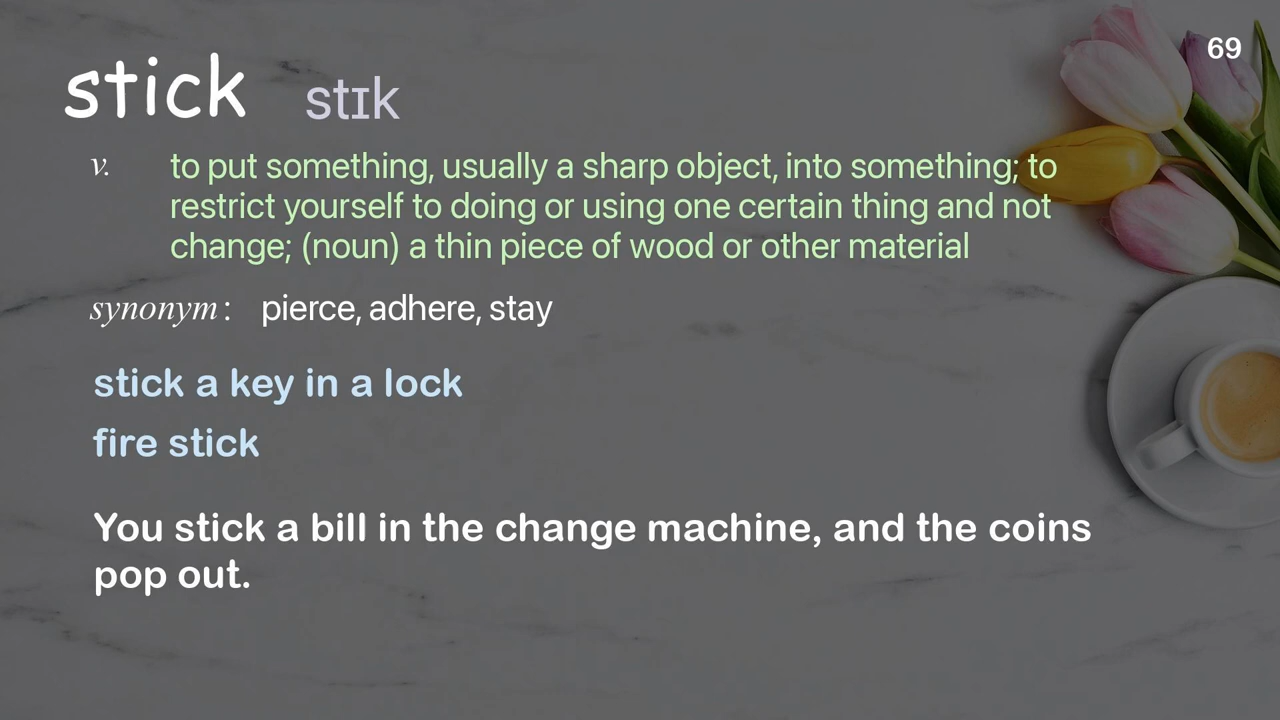 69
stick stɪk
v. to put something, usually a sharp object, into something; to
restrict yourself to doing or using one certain thing and not
change; (noun) a thin piece of wood or other material
synonym: pierce, adhere, stay
stick a key in a lock
fire stick
You stick a bill in the change machine, and the coins
pop out.